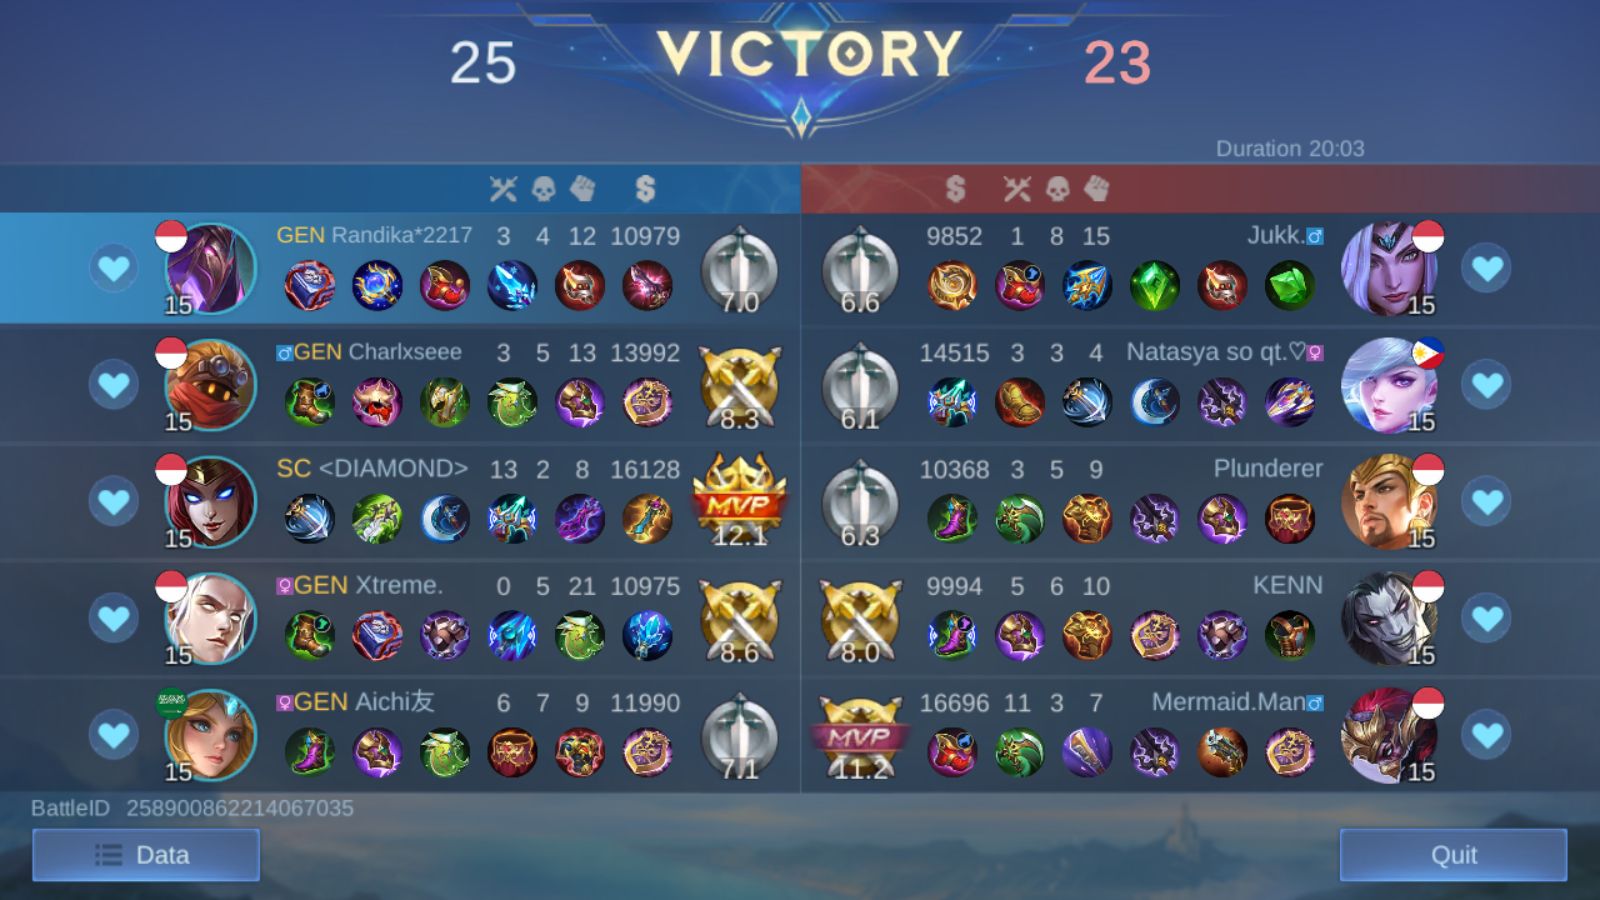 25 VICTORY 23
Duration 20:03
GEN Randika*2217 3 4 12 10979
15 7.0
9852 1 8 15 Jukk.♂
6.6 15
♂GEN Charlxseee 3 5 13 13992
15 8.3
14515 3 3 4 Natasya so qt.♡♀
6.1 15
SC <DIAMOND> 13 2 8 16128
MVP
15 12.1
10368 3 5 9 Plunderer
6.3 15
♀GEN Xtreme. 0 5 21 10975
15 8.6
9994 5 6 10 KENN
8.0 15
♀GEN Aichi友 6 7 9 11990
15 7.1
16696 11 3 7 Mermaid.Man♂
MVP
11.2 15
BattleID 258900862214067035
Data
Quit